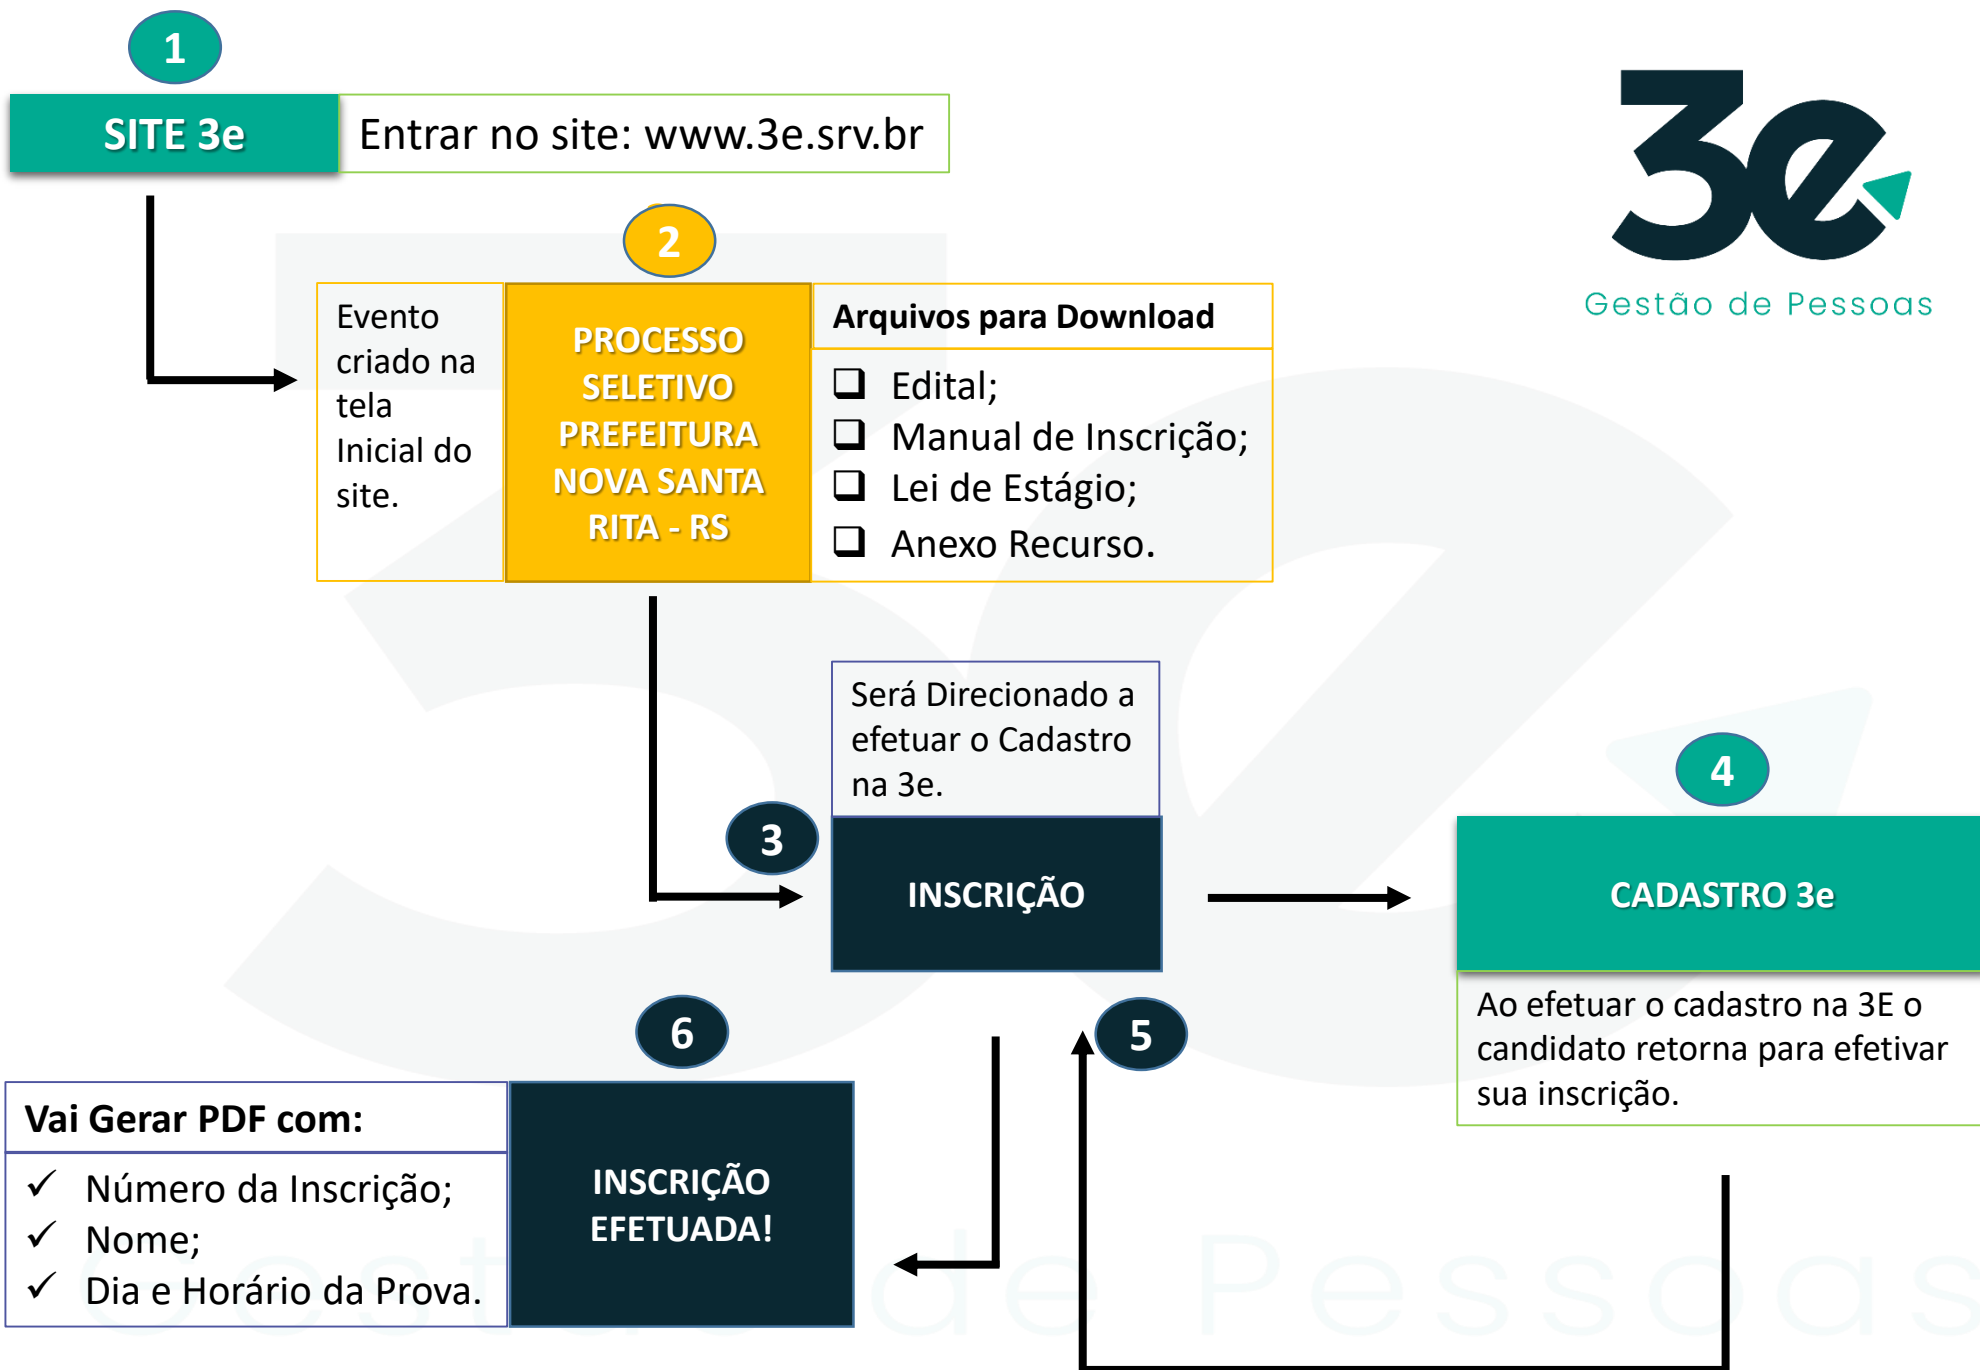 1
SITE 3e
Entrar no site: www.3e.srv.br
3e
Gestão de Pessoas
2
Evento
criado na
tela
Inicial do
site.
PROCESSO
SELETIVO
PREFEITURA
NOVA SANTA
RITA - RS
Arquivos para Download
Edital;
Manual de Inscrição;
Lei de Estágio;
Anexo Recurso.
Será Direcionado a
efetuar o Cadastro
na 3e.
3
INSCRIÇÃO
4
CADASTRO 3e
Ao efetuar o cadastro na 3E o
candidato retorna para efetivar
sua inscrição.
5
6
INSCRIÇÃO
EFETUADA!
Vai Gerar PDF com:
Número da Inscrição;
Nome;
Dia e Horário da Prova.
3e
Gestão de Pessoas